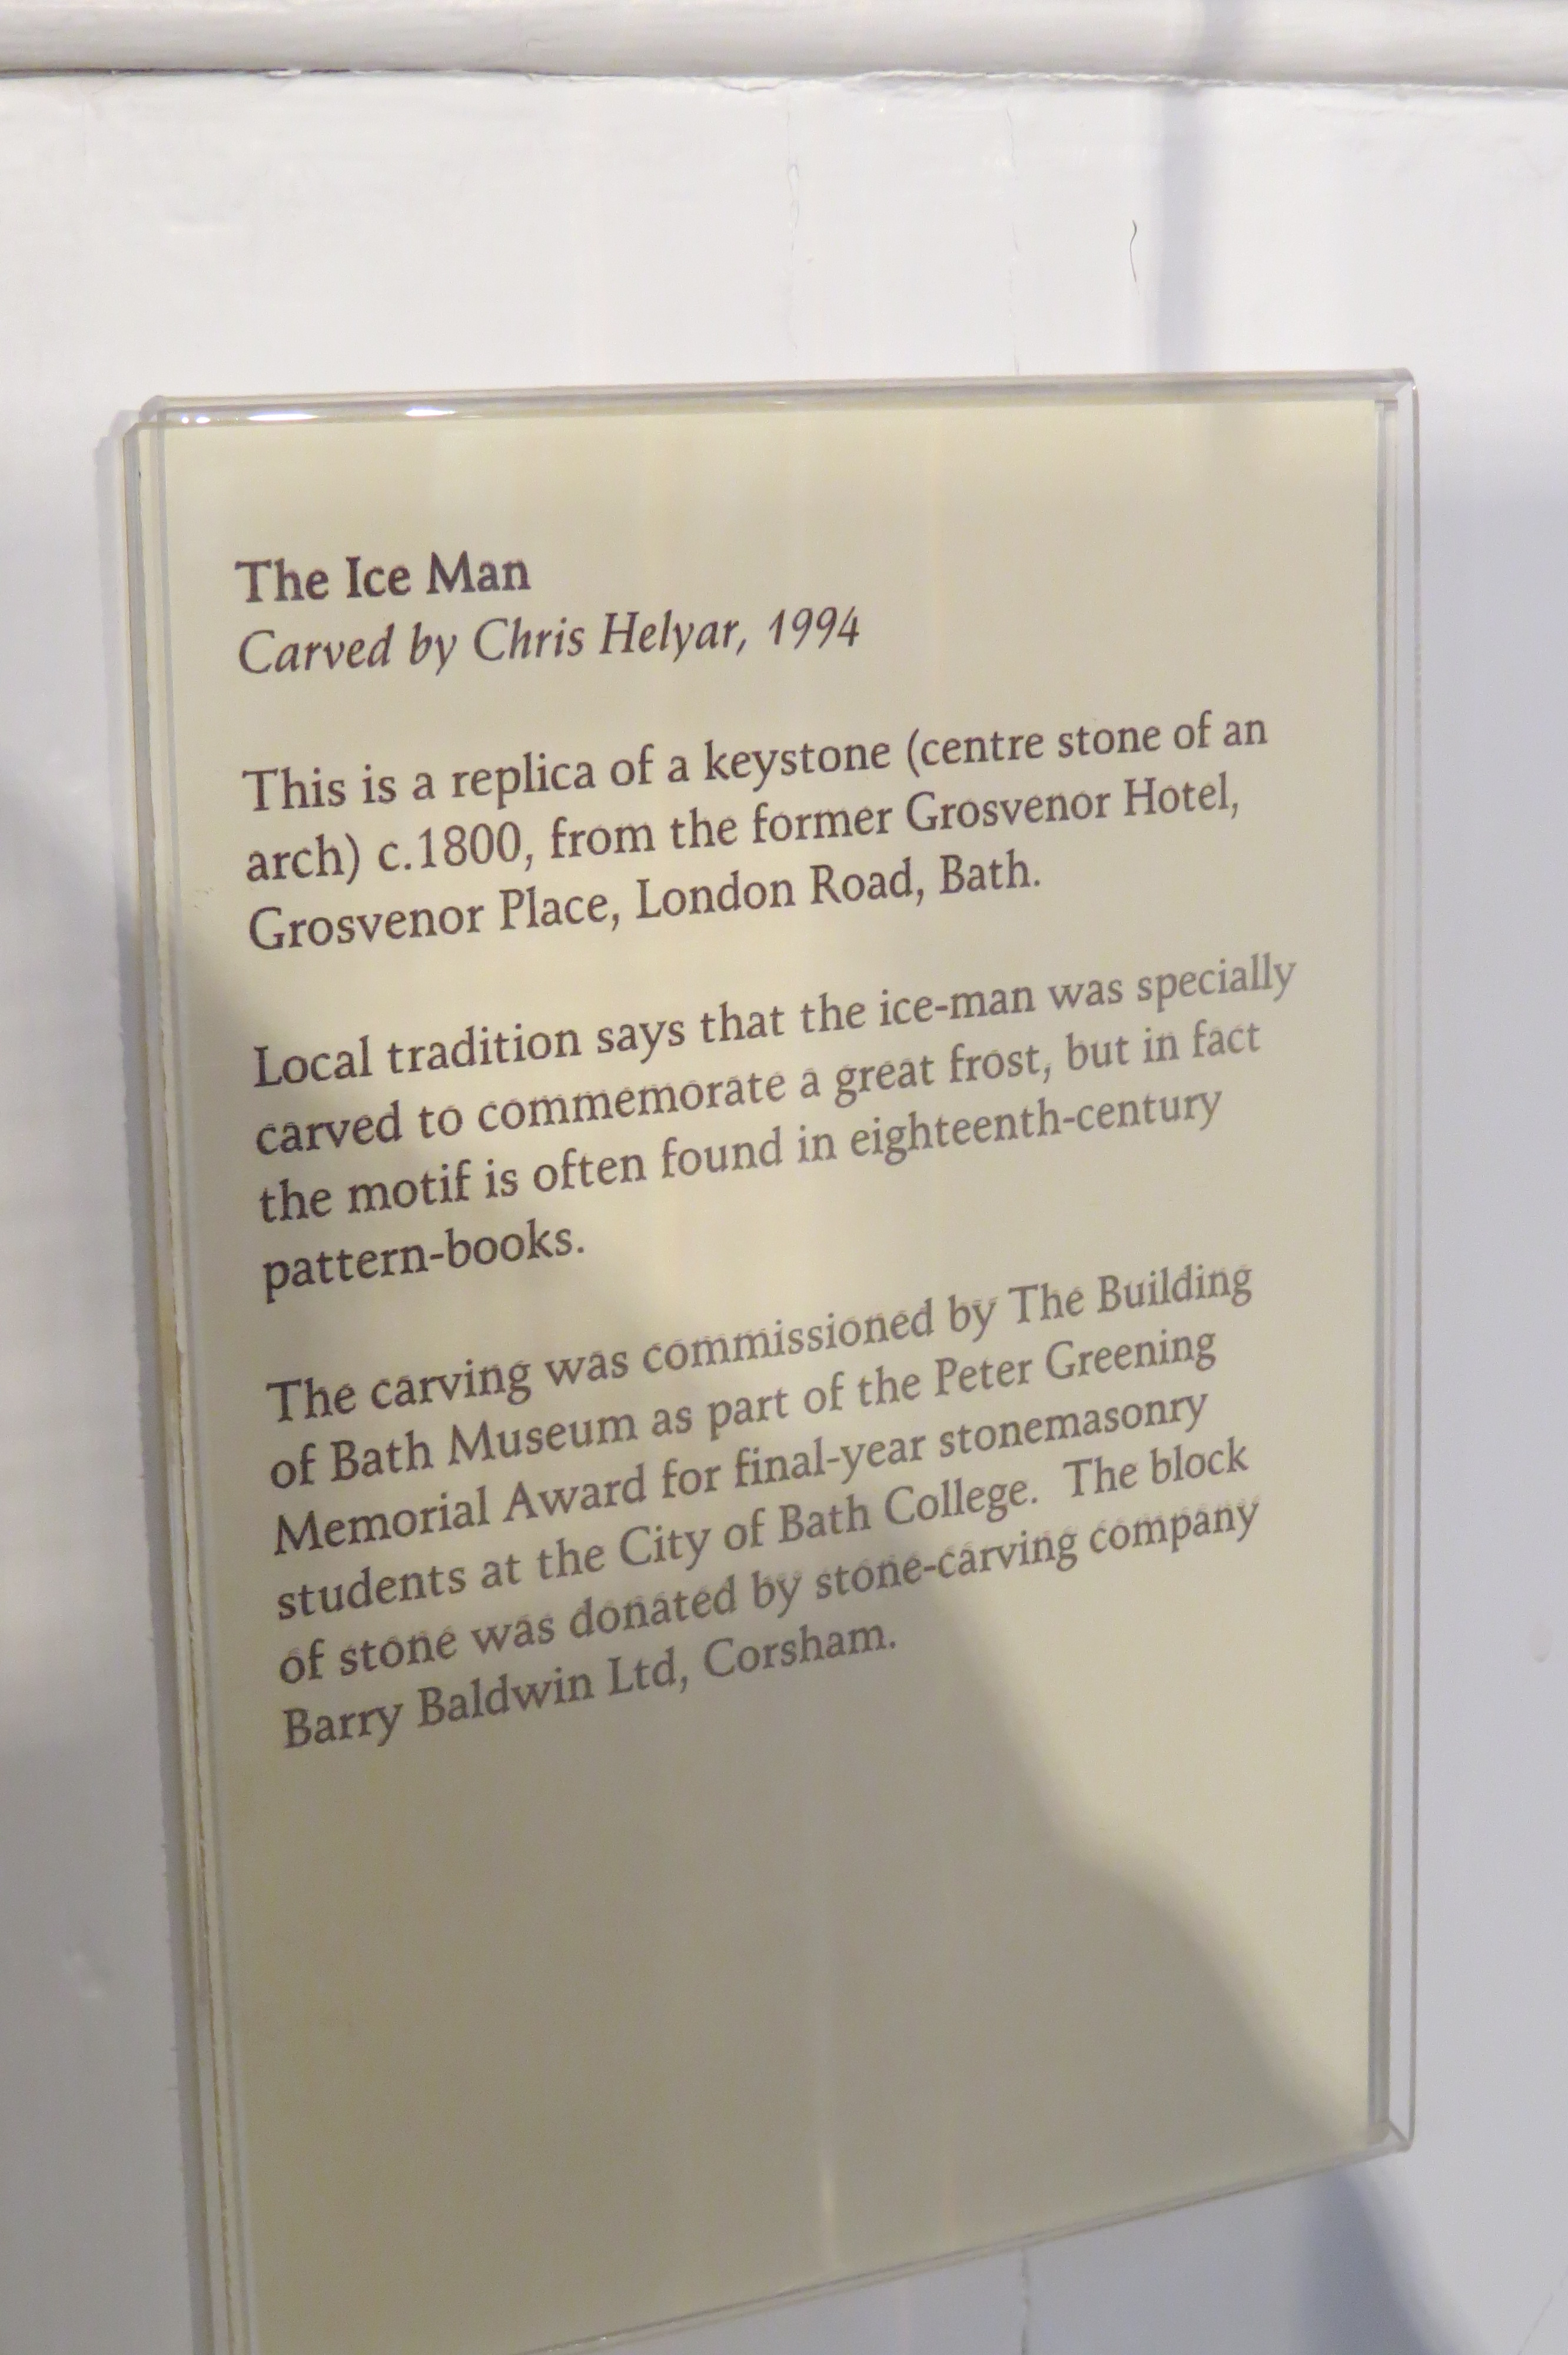 The Ice Man
Carved by Chris Helyar, 1994
This is a replica of a keystone (centre stone of an
arch) c.1800, from the former Grosvenor Hotel,
Grosvenor Place, London Road, Bath.
Local tradition says that the ice-man was specially
carved to commemorate a great frost, but in fact
the motif is often found in eighteenth-century
pattern-books.
The carving was commissioned by The Building
of Bath Museum as part of the Peter Greening
Memorial Award for final-year stonemasonry
students at the City of Bath College. The block
of stone was donated by stone-carving company
Barry Baldwin Ltd, Corsham.